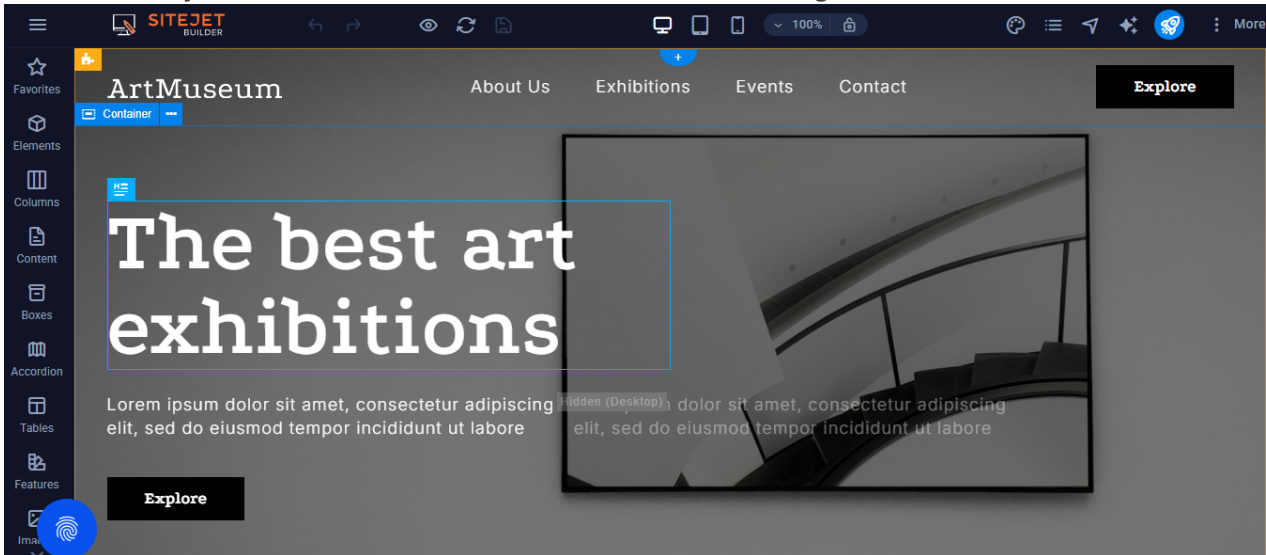 SITEJET
BUILDER
100%
More
Favorites
Elements
Columns
Content
Boxes
Accordion
Tables
Features
ArtMuseum
About Us
Exhibitions
Events
Contact
Explore
Container
The best art
exhibitions
Lorem ipsum dolor sit amet, consectetur adipiscing
elit, sed do eiusmod tempor incididunt ut labore
Hidden (Desktop)
dolor sit amet, consectetur adipiscing
elit, sed do eiusmod tempor incididunt ut labore
Explore